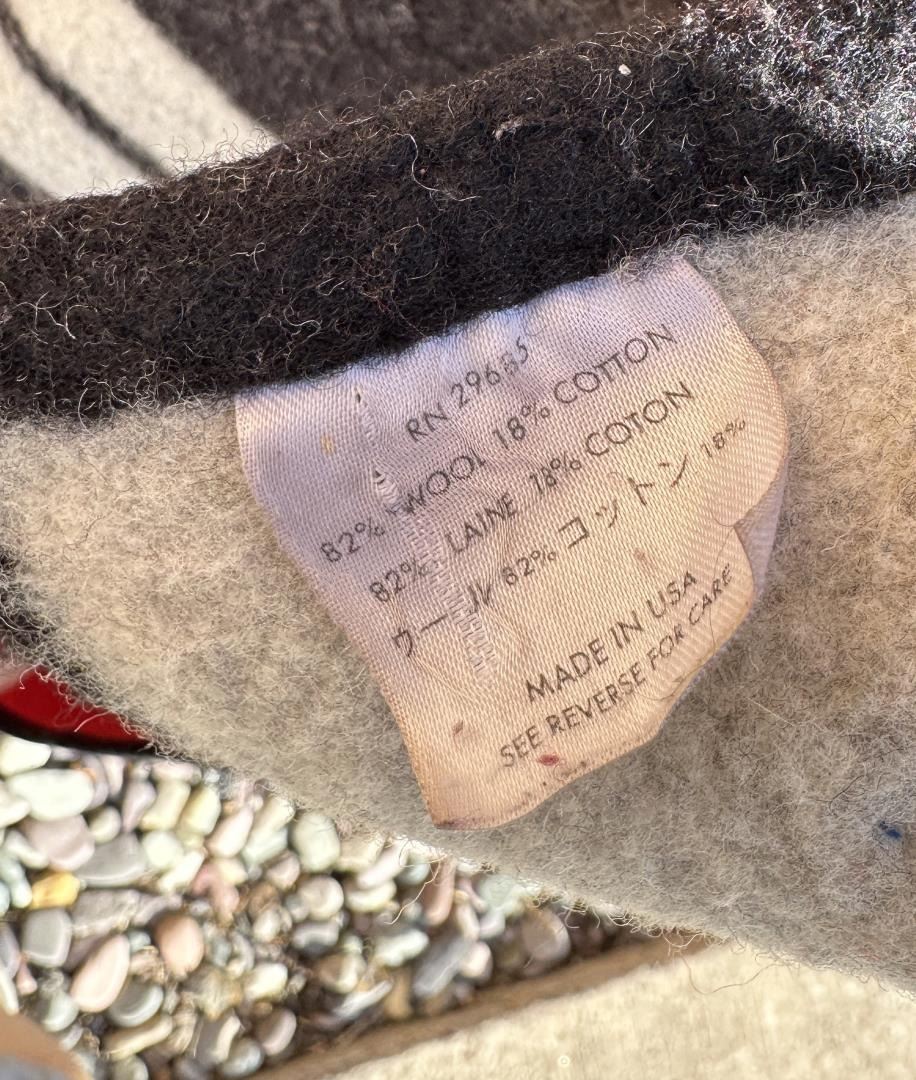 RN 29685
82% WOOL 18% COTTON
82% LAINE 18% COTON
ウール 82% コットン 18%
MADE IN USA
SEE REVERSE FOR CARE